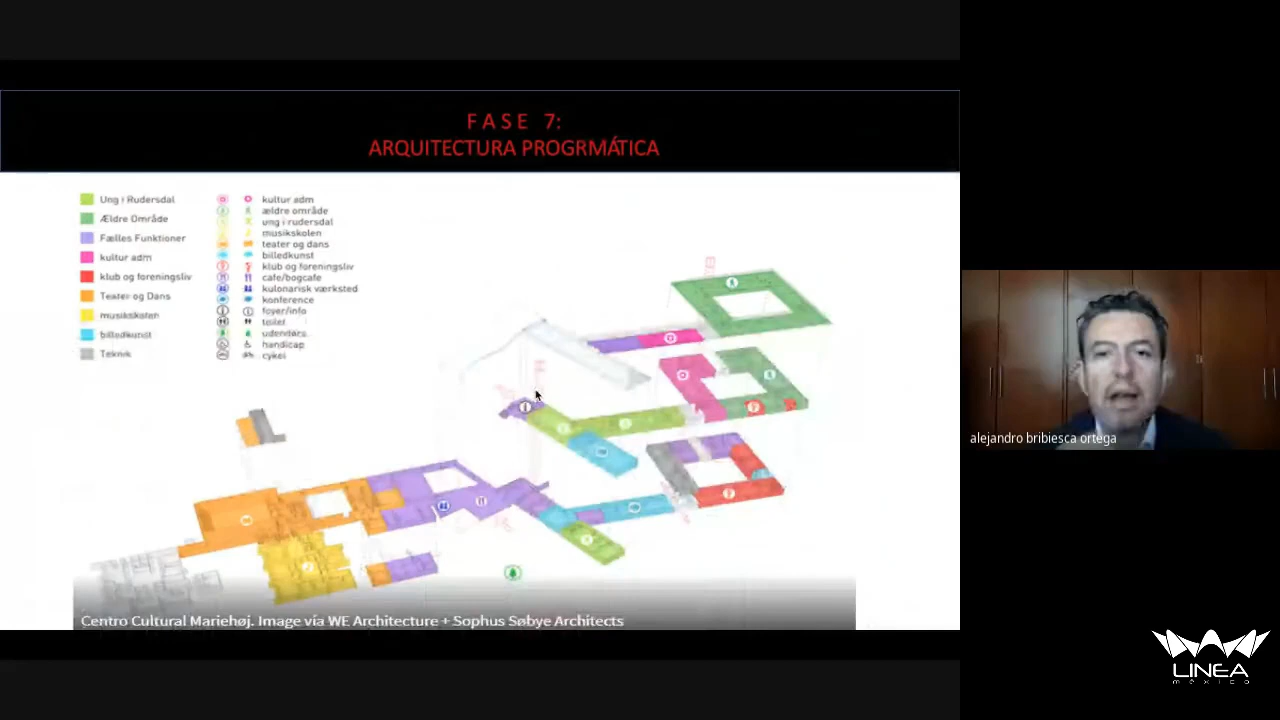 FASE 7:
ARQUITECTURA PROGRMÁTICA
Ung i Rudersdal
Ældre Område
Fælles Funktioner
kultur adm
klub og foreningsliv
Teater og Dans
musikskolen
billedkunst
Teknik
kultur adm
ældre område
ung i rudersdal
musikskolen
teater og dans
billedkunst
klub og foreningsliv
cafe/bogcafe
kulonarisk værksted
konference
foyer/info
toilet
udendørs
handicap
cykel
Centro Cultural Mariehøj. Image vía WE Architecture + Sophus Søbye Architects
alejandro bribiesca ortega
LINEA
méxico